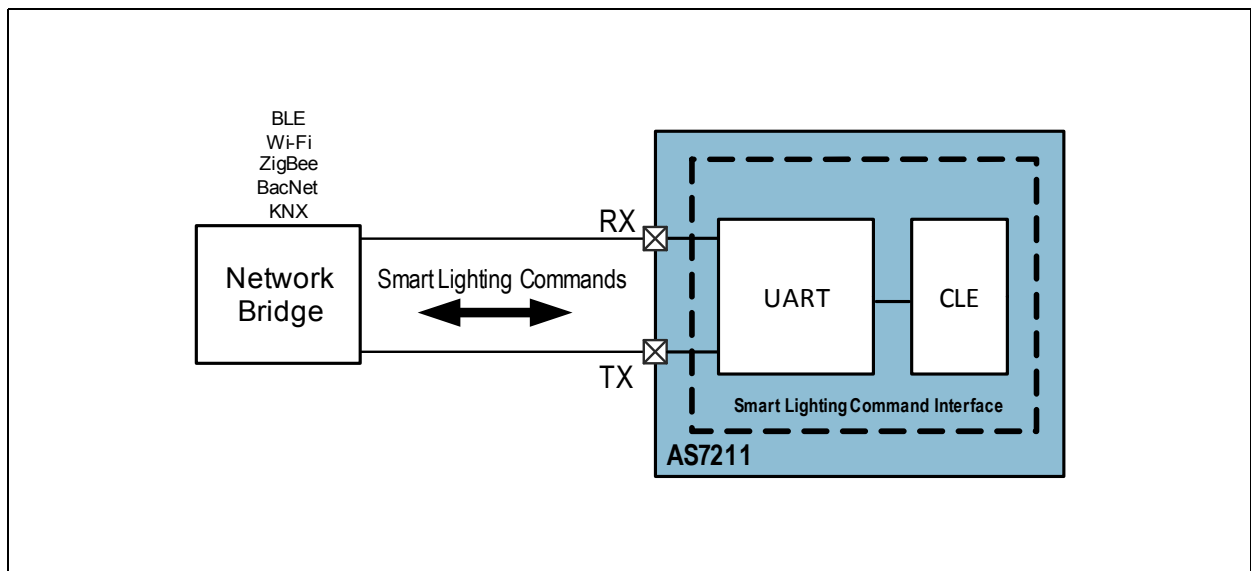 BLE
Wi-Fi
ZigBee
BacNet
KNX
Network
Bridge
RX
Smart Lighting Commands
TX
UART
CLE
Smart Lighting Command Interface
AS7211